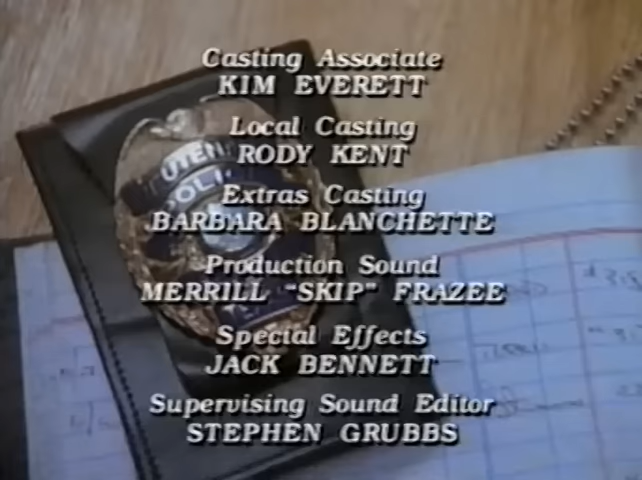 Casting Associate
KIM EVERETT
Local Casting
RODY KENT
Extras Casting
BARBARA BLANCHETTE
Production Sound
MERRILL "SKIP" FRAZEE
Special Effects
JACK BENNETT
Supervising Sound Editor
STEPHEN GRUBBS